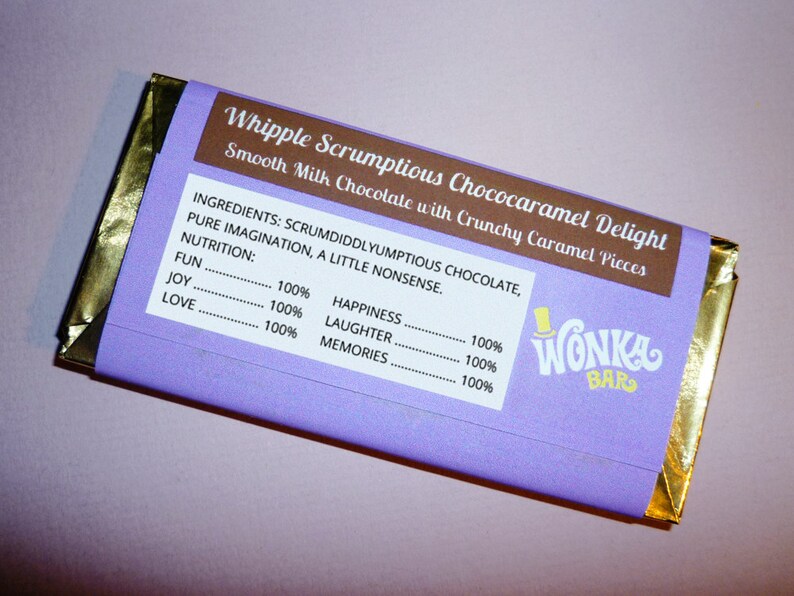 Whipple Scrumptious Chococaramel Delight
Smooth Milk Chocolate with Crunchy Caramel Pieces
INGREDIENTS: SCRUMDIDDLYUMPTIOUS CHOCOLATE,
PURE IMAGINATION, A LITTLE NONSENSE.
NUTRITION:
FUN .................. 100%
JOY ................... 100%
LOVE ................ 100%
HAPPINESS ................ 100%
LAUGHTER ................. 100%
MEMORIES .................. 100%
WONKA
BAR